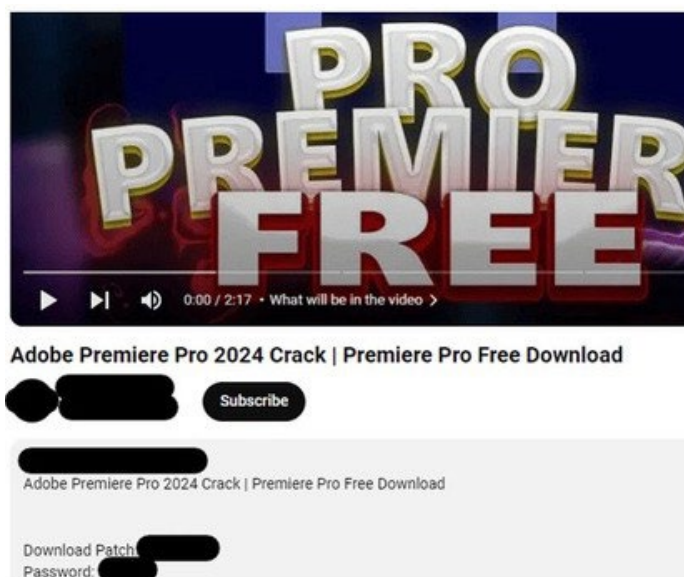 PRO
PREMIER
FREE
0:00 / 2:17 • What will be in the video >
Adobe Premiere Pro 2024 Crack | Premiere Pro Free Download
Subscribe
Adobe Premiere Pro 2024 Crack | Premiere Pro Free Download
Download Patch:
Password: